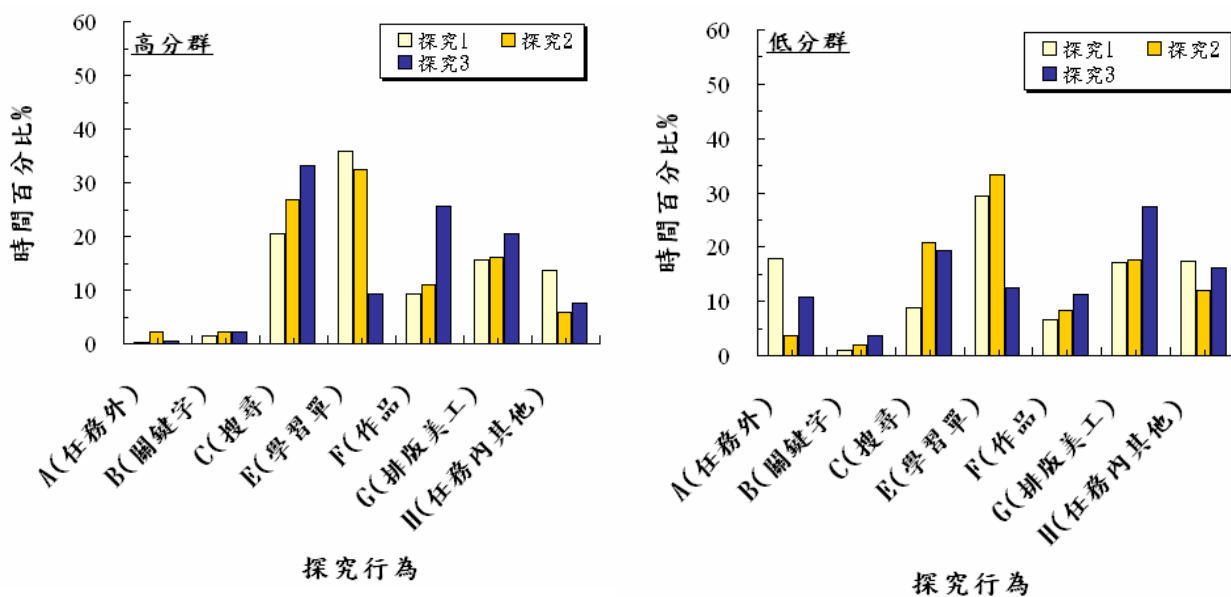 高分群
探究1 探究2
探究3
時間百分比%
60
50
40
30
20
10
0
A(任務外)
B(關鍵字)
C(搜尋)
E(學習單)
F(作品)
G(排版美工)
H(任務內其他)
探究行為
低分群
探究1 探究2
探究3
時間百分比%
60
50
40
30
20
10
0
A(任務外)
B(關鍵字)
C(搜尋)
E(學習單)
F(作品)
G(排版美工)
H(任務內其他)
探究行為